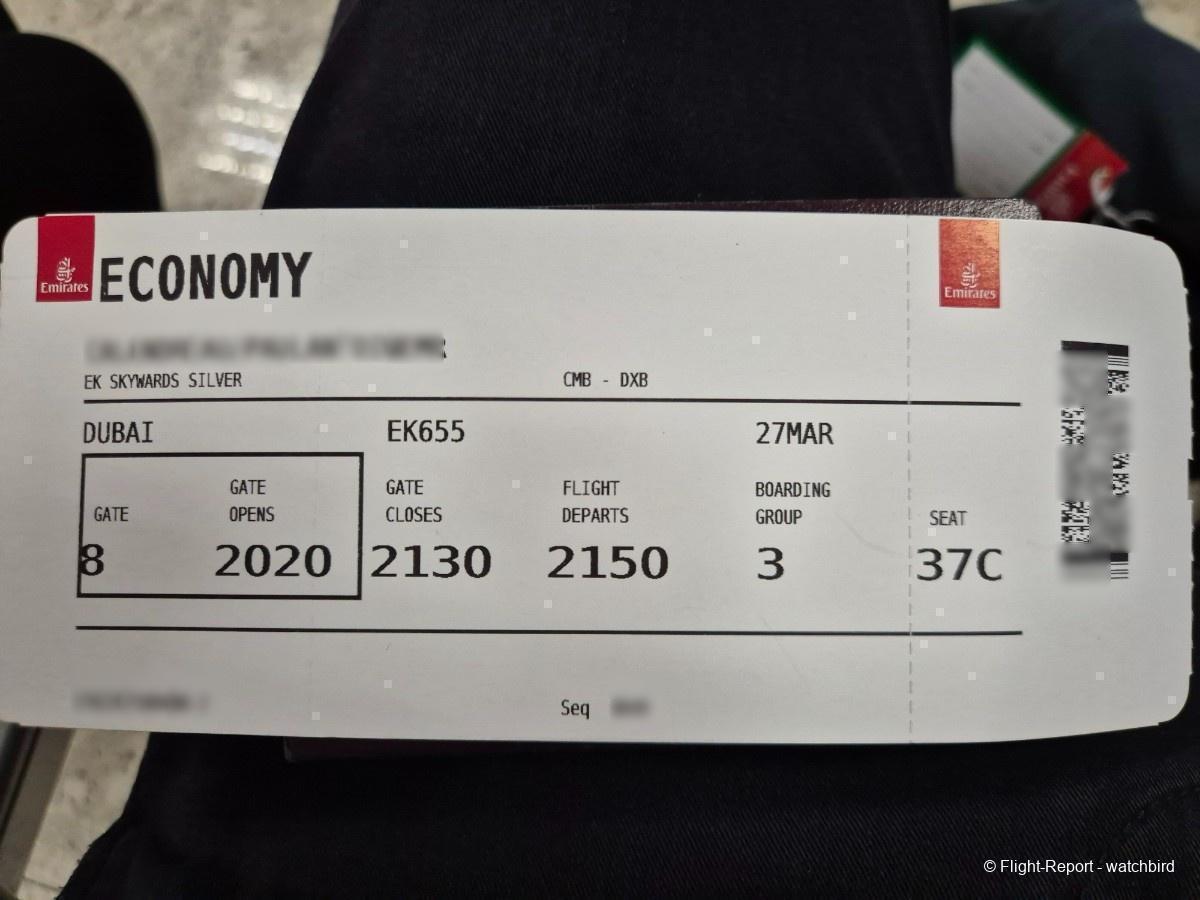 Emirates ECONOMY Emirates
EK SKYWARDS SILVER CMB - DXB
DUBAI EK655 27MAR
GATE GATE FLIGHT BOARDING
GATE OPENS CLOSES DEPARTS GROUP SEAT
8 2020 2130 2150 3 37C
Seq
© Flight-Report - watchbird